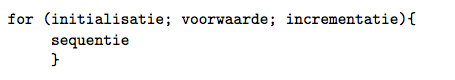 for (initialisatie; voorwaarde; incrementatie){
sequentie
}